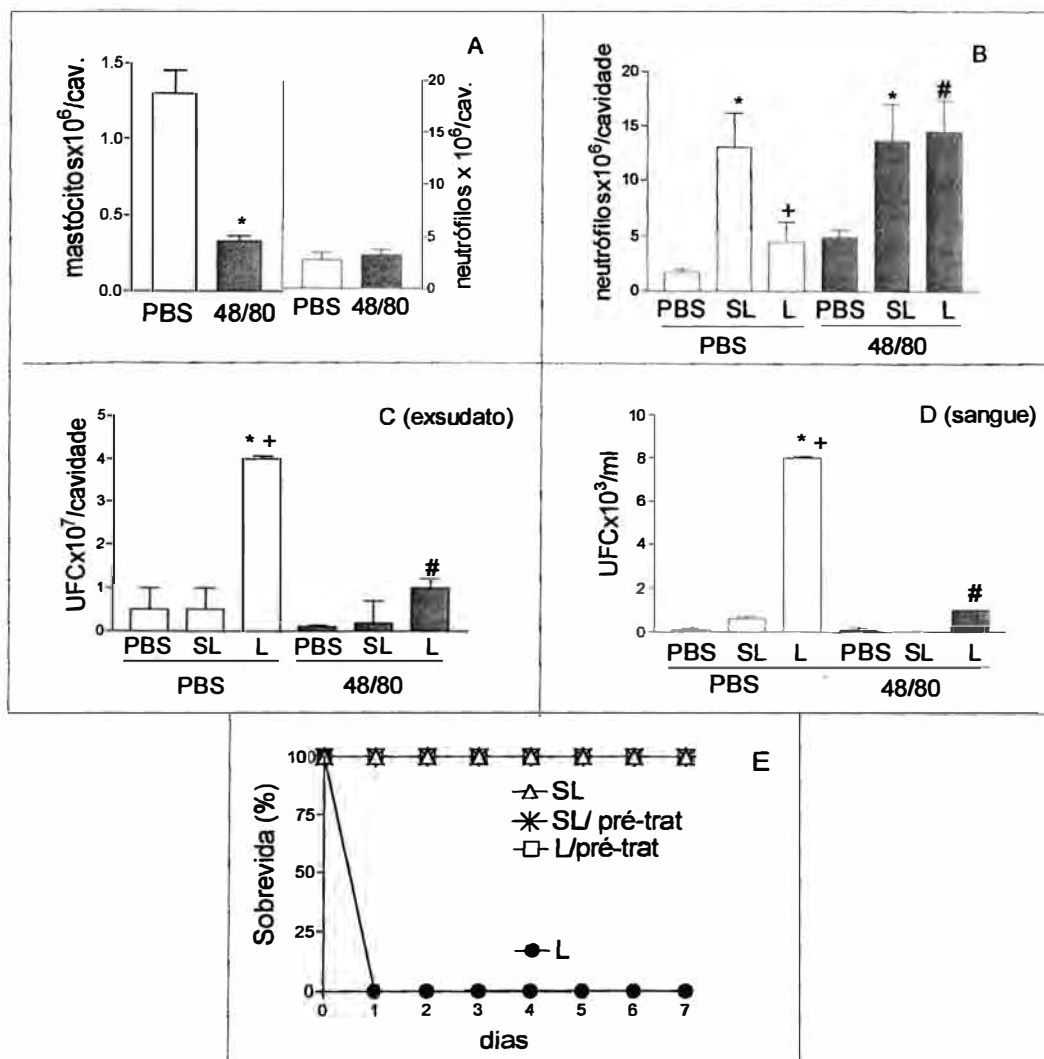 A
mastócitosx10⁶/cav.
1.5
1.0
0.5
0.0
*
PBS 48/80
20
15
10
5
0
neutrófilos x 10⁶/cav.
PBS 48/80
B
neutrófilosx10⁶/cavidade
20
15
10
5
0
* + * #
PBS SL L PBS SL L
PBS 48/80
C (exsudato)
UFCx10⁷/cavidade
5
4
3
2
1
0
* +
#
PBS SL L PBS SL L
PBS 48/80
D (sangue)
UFCx10³/ml
10
8
6
4
2
0
* +
#
PBS SL L PBS SL L
PBS 48/80
E
Sobrevida (%)
100
75
50
25
0
SL
SL/ pré-trat
L/pré-trat
L
0 1 2 3 4 5 6 7
dias